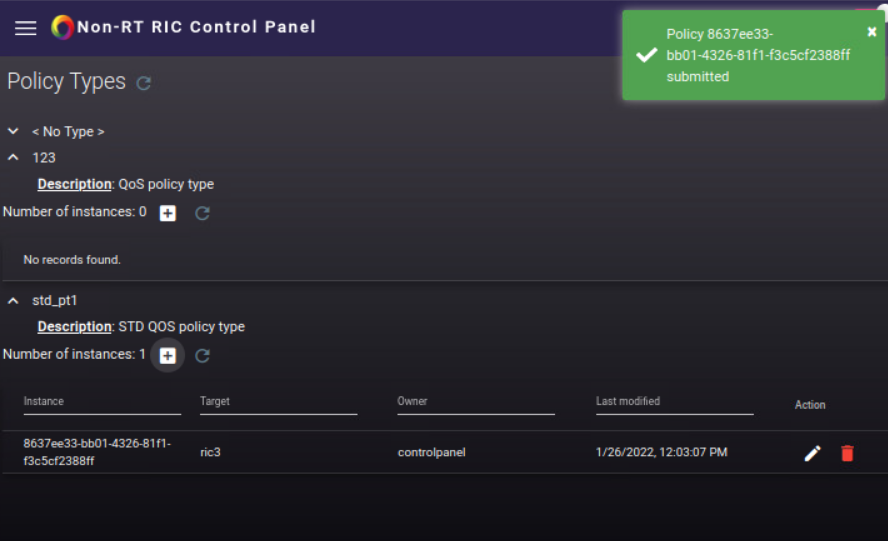 Non-RT RIC Control Panel
Policy 8637ee33-
bb01-4326-81f1-f3c5cf2388ff
submitted
Policy Types
< No Type >
123
Description: QoS policy type
Number of instances: 0
No records found.
std_pt1
Description: STD QOS policy type
Number of instances: 1
Instance Target Owner Last modified Action
8637ee33-bb01-4326-81f1-
f3c5cf2388ff
ric3 controlpanel 1/26/2022, 12:03:07 PM